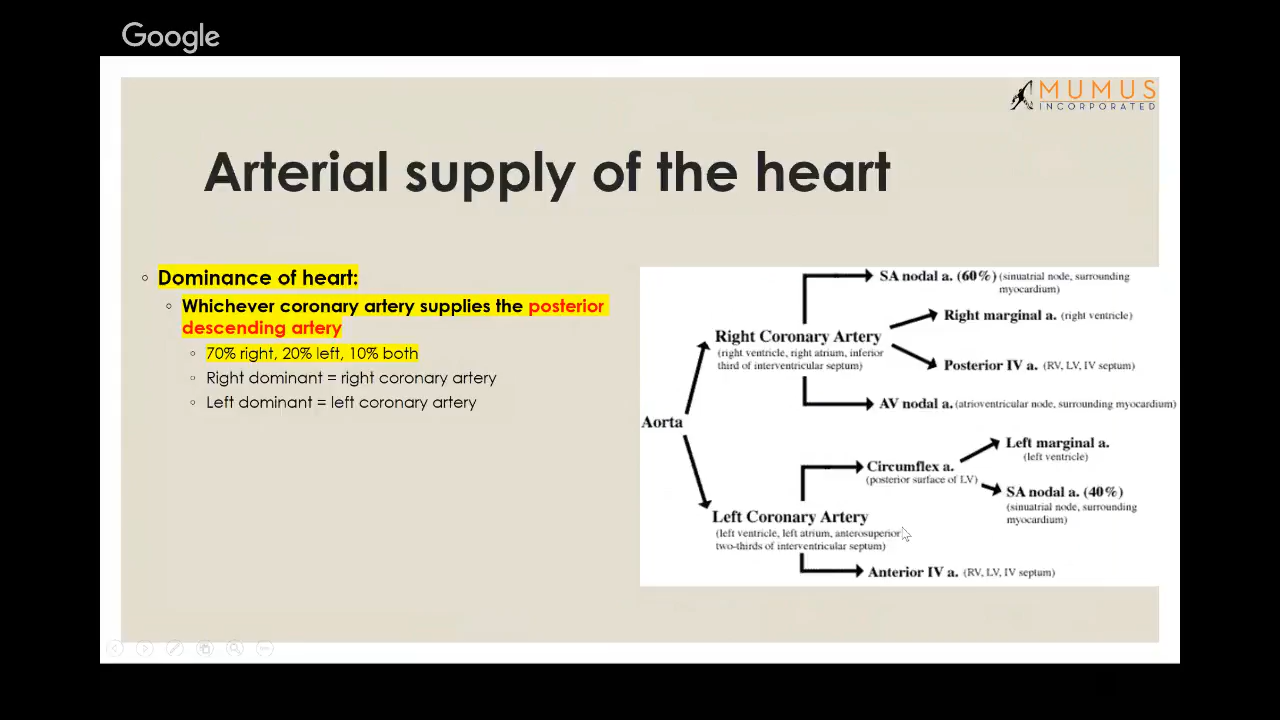 Google
MUMUS
INCORPORATED
Arterial supply of the heart
Dominance of heart:
Whichever coronary artery supplies the posterior
descending artery
70% right, 20% left, 10% both
Right dominant = right coronary artery
Left dominant = left coronary artery
SA nodal a. (60%) (sinuatrial node, surrounding
myocardium)
Right marginal a. (right ventricle)
Right Coronary Artery
(right ventricle, right atrium, inferior
third of interventricular septum)
Posterior IV a. (RV, LV, IV septum)
AV nodal a. (atrioventricular node, surrounding myocardium)
Aorta
Left marginal a.
(left ventricle)
Circumflex a.
(posterior surface of LV)
SA nodal a. (40%)
(sinuatrial node, surrounding
myocardium)
Left Coronary Artery
(left ventricle, left atrium, anterosuperior
two-thirds of interventricular septum)
Anterior IV a. (RV, LV, IV septum)